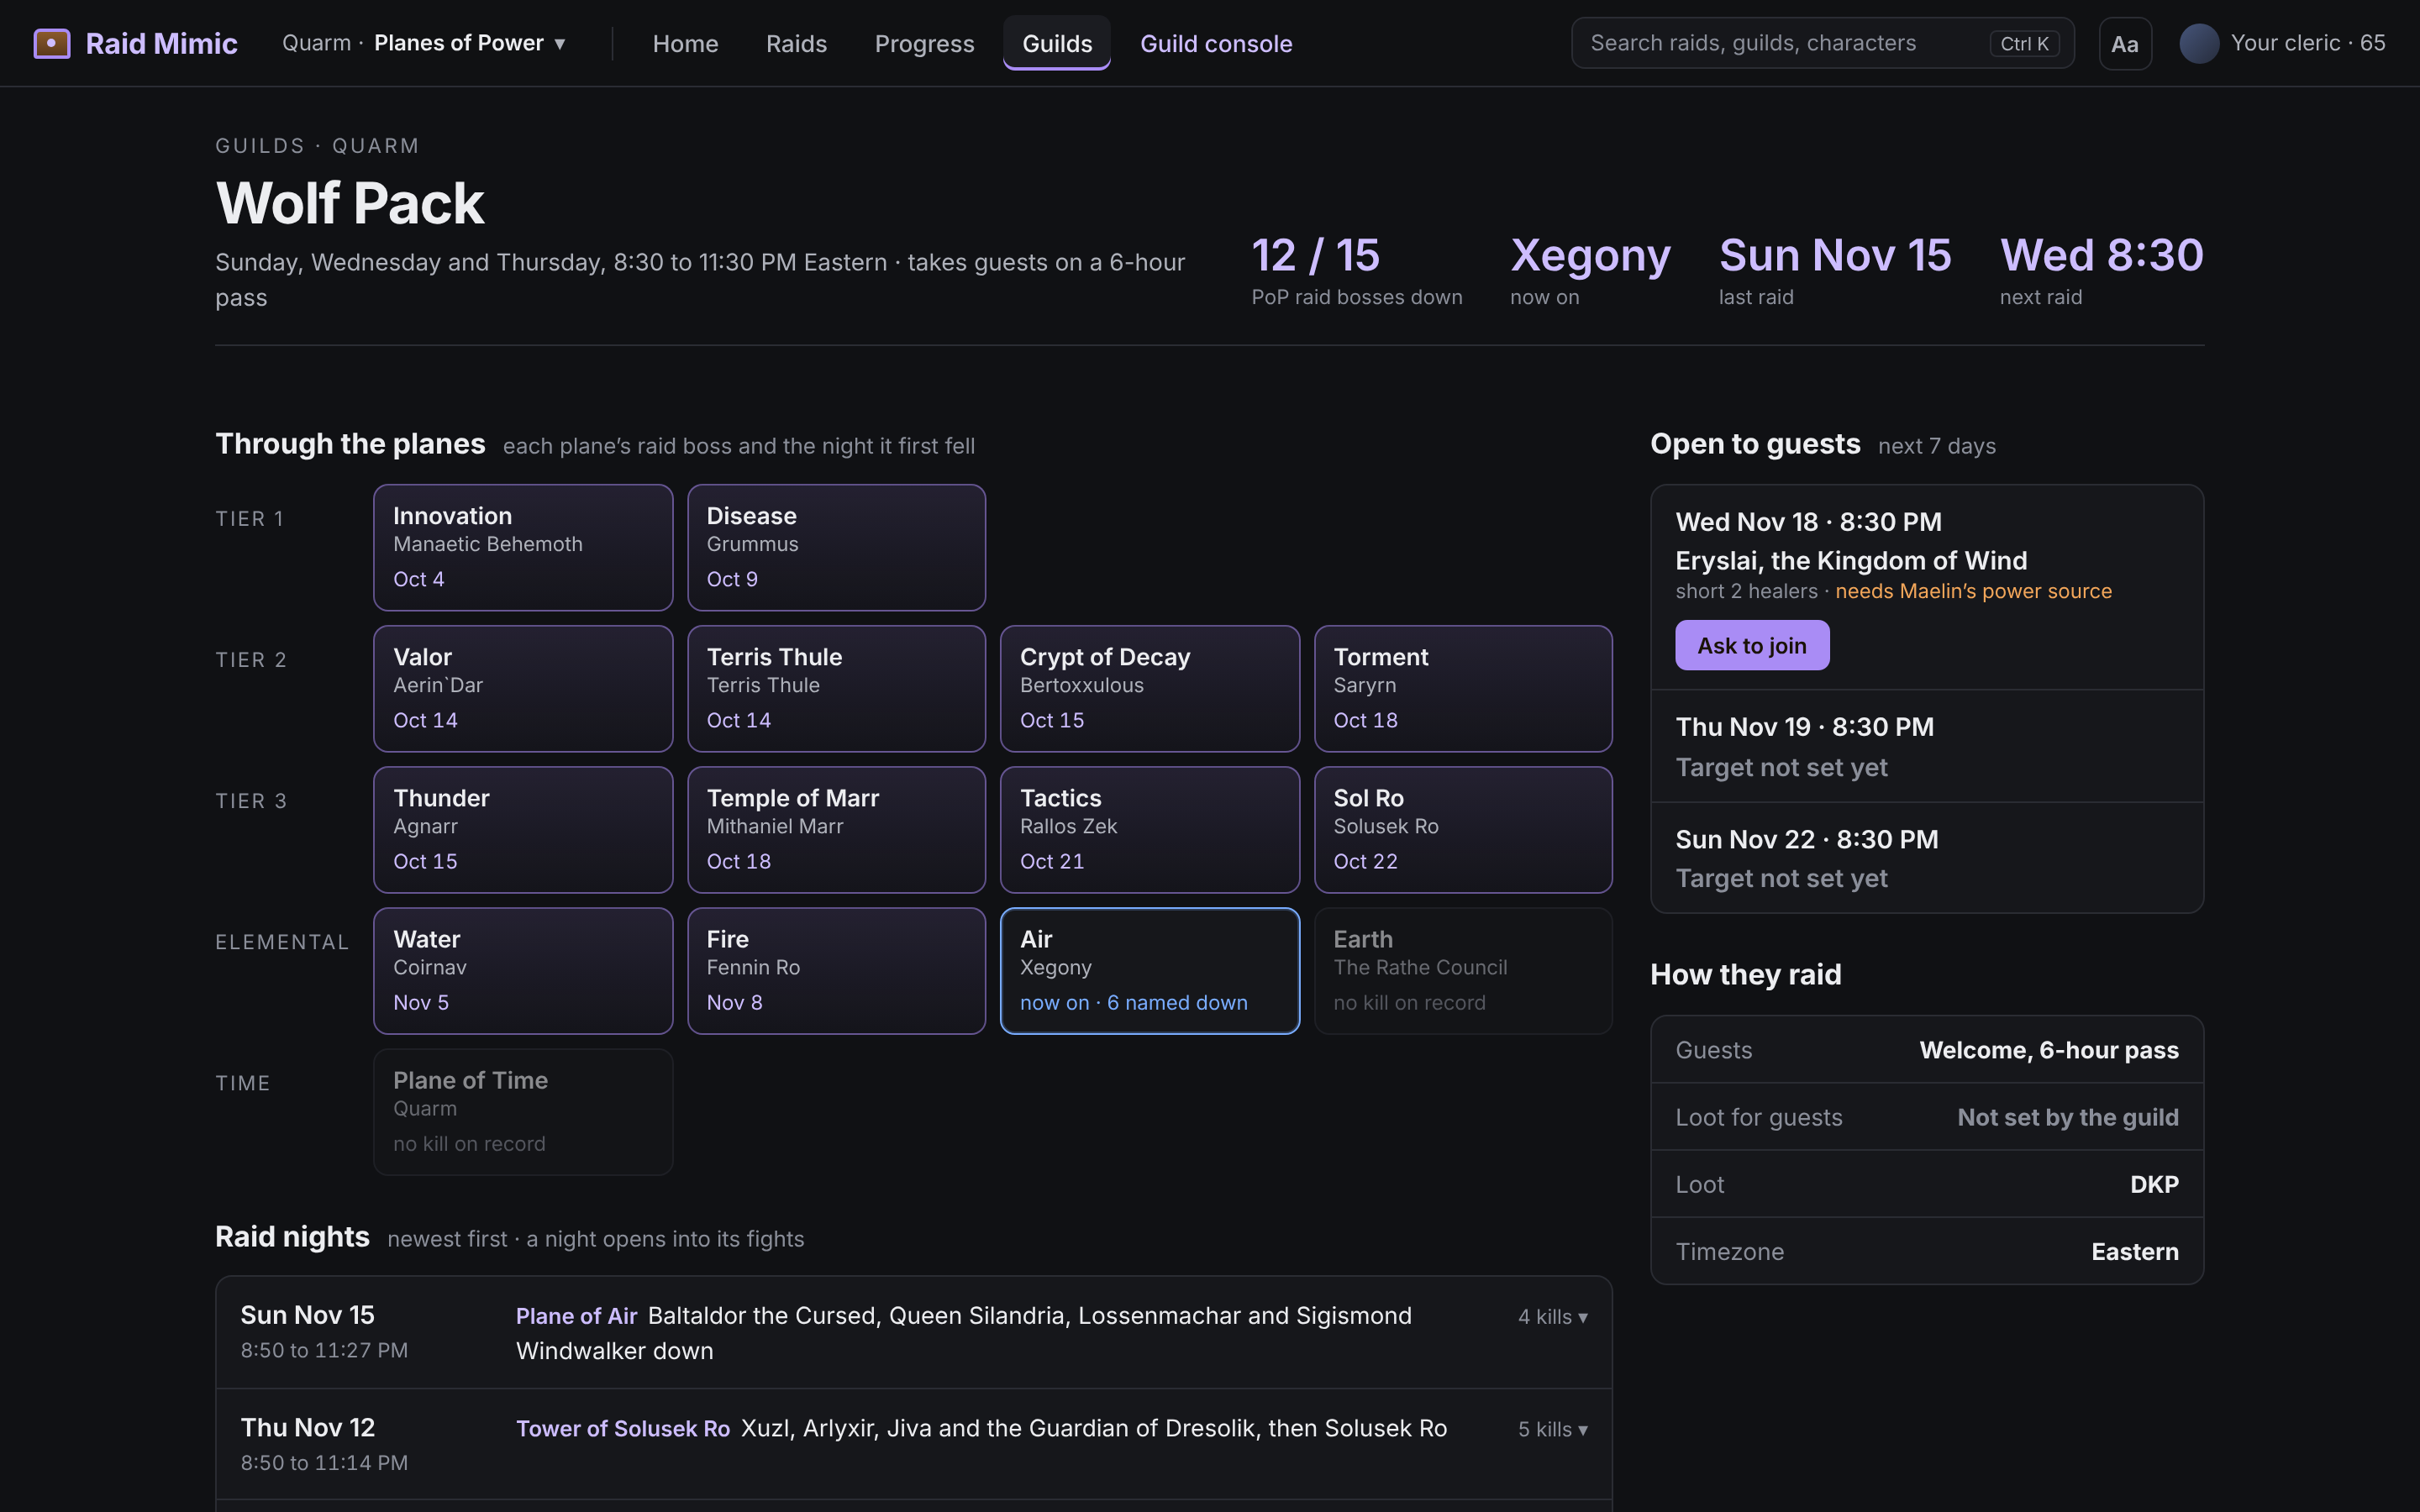 Raid Mimic
Quarm · Planes of Power ▾
Home
Raids
Progress
Guilds
Guild console
Search raids, guilds, characters
Ctrl K
Aa
Your cleric · 65
GUILDS · QUARM
Wolf Pack
Sunday, Wednesday and Thursday, 8:30 to 11:30 PM Eastern · takes guests on a 6-hour
pass
12 / 15
PoP raid bosses down
Xegony
now on
Sun Nov 15
last raid
Wed 8:30
next raid
Through the planes each plane’s raid boss and the night it first fell
TIER 1
Innovation
Manaetic Behemoth
Oct 4
Disease
Grummus
Oct 9
TIER 2
Valor
Aerin`Dar
Oct 14
Terris Thule
Terris Thule
Oct 14
Crypt of Decay
Bertoxxulous
Oct 15
Torment
Saryrn
Oct 18
TIER 3
Thunder
Agnarr
Oct 15
Temple of Marr
Mithaniel Marr
Oct 18
Tactics
Rallos Zek
Oct 21
Sol Ro
Solusek Ro
Oct 22
ELEMENTAL
Water
Coirnav
Nov 5
Fire
Fennin Ro
Nov 8
Air
Xegony
now on · 6 named down
Earth
The Rathe Council
no kill on record
TIME
Plane of Time
Quarm
no kill on record
Raid nights newest first · a night opens into its fights
Sun Nov 15
8:50 to 11:27 PM
Plane of Air Baltaldor the Cursed, Queen Silandria, Lossenmachar and Sigismond
Windwalker down
4 kills ▾
Thu Nov 12
8:50 to 11:14 PM
Tower of Solusek Ro Xuzl, Arlyxir, Jiva and the Guardian of Dresolik, then Solusek Ro
5 kills ▾
Open to guests next 7 days
Wed Nov 18 · 8:30 PM
Eryslai, the Kingdom of Wind
short 2 healers · needs Maelin’s power source
Ask to join
Thu Nov 19 · 8:30 PM
Target not set yet
Sun Nov 22 · 8:30 PM
Target not set yet
How they raid
Guests Welcome, 6-hour pass
Loot for guests Not set by the guild
Loot DKP
Timezone Eastern